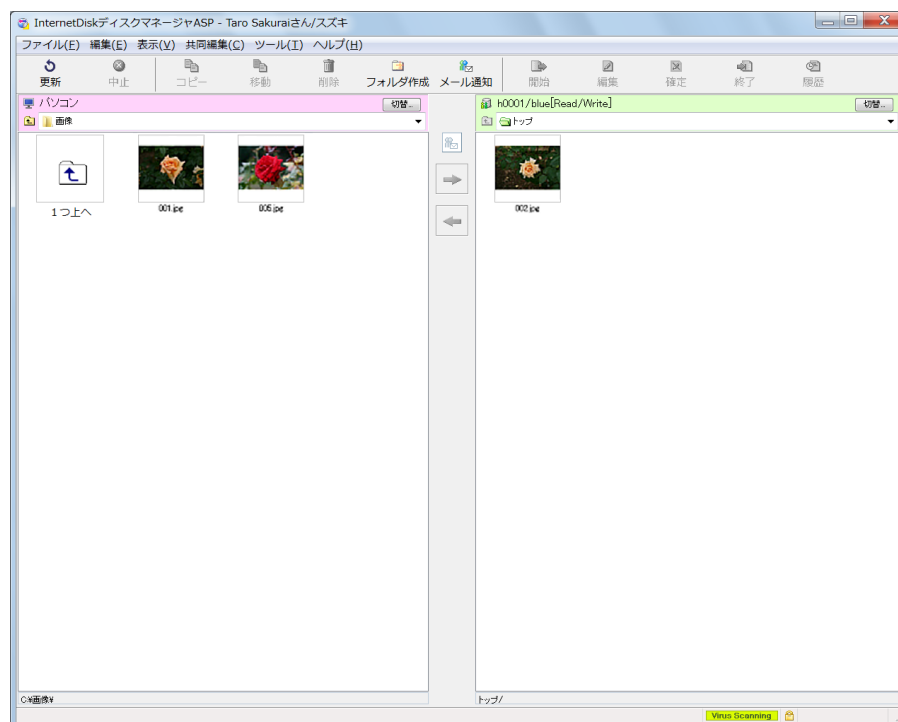 InternetDiskディスクマネージャASP - Taro Sakuraiさん/スズキ
ファイル(F) 編集(E) 表示(V) 共同編集(C) ツール(T) ヘルプ(H)
更新 中止 コピー 移動 削除 フォルダ作成 メール通知 開始 編集 確定 終了 履歴
パソコン 切替... h0001/blue[Read/Write] 切替...
画像 トップ
1つ上へ 001.jpg 005.jpg 002.jpg
C:¥画像¥ トップ/
Virus Scanning